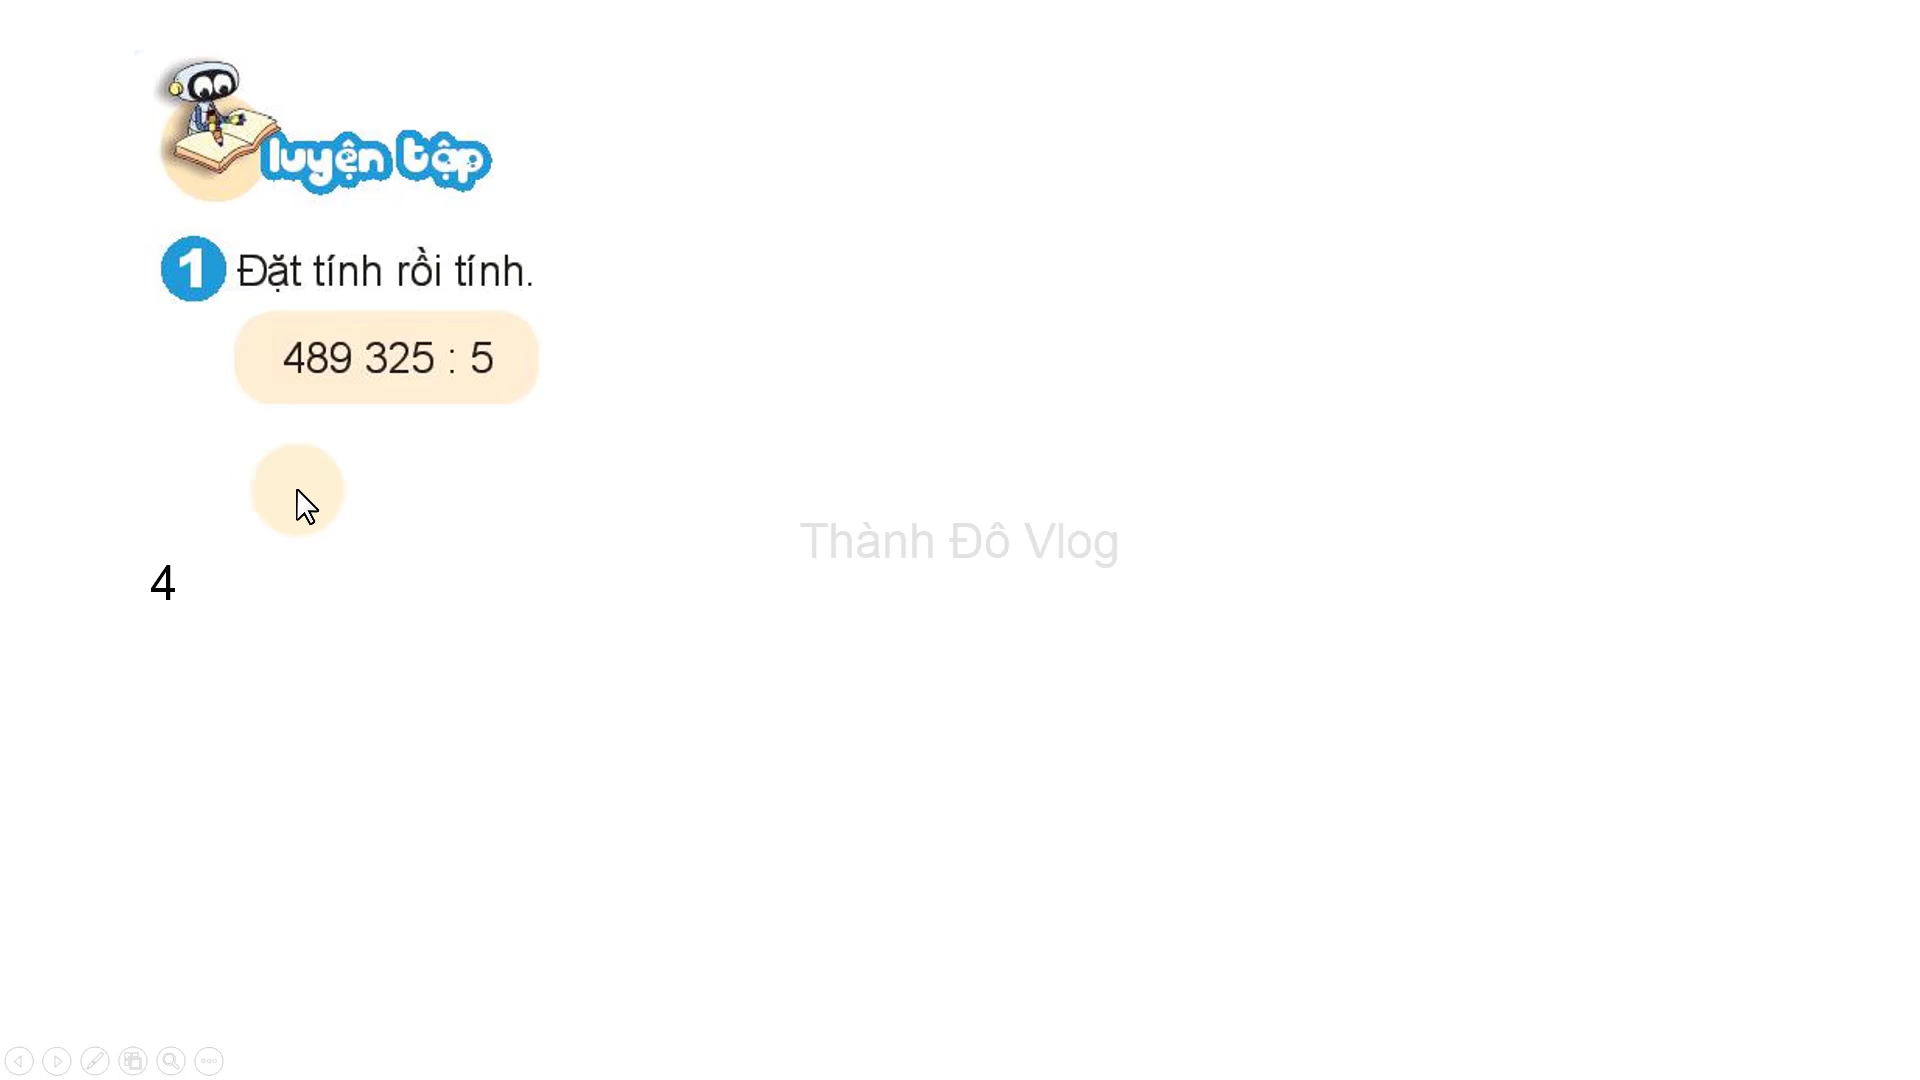 luyện tập
1 Đặt tính rồi tính.
489 325 : 5
Thành Đô Vlog
4